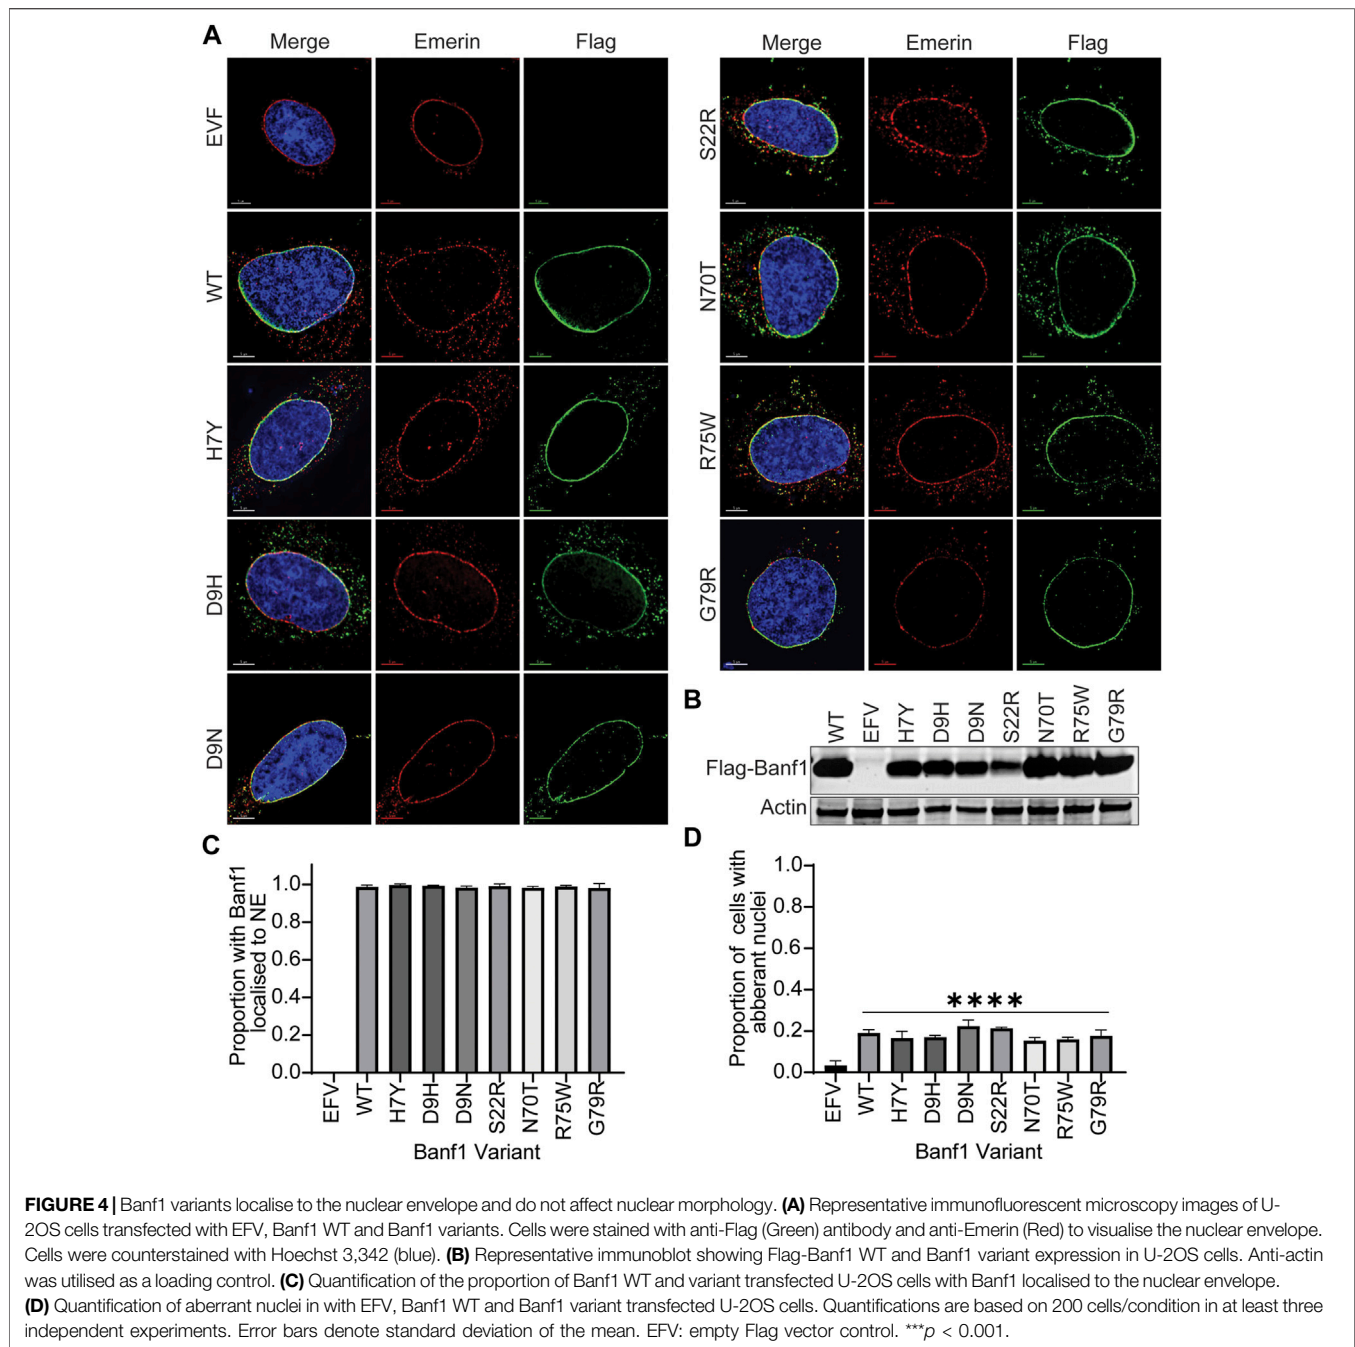 A
Merge Emerin Flag
EVF
WT
H7Y
D9H
D9N
Merge Emerin Flag
S22R
N70T
R75W
G79R
B
WT EFV H7Y D9H D9N S22R N70T R75W G79R
Flag-Banf1
Actin
C
Proportion with Banf1
localised to NE
1.0
0.8
0.6
0.4
0.2
0.0
EFV WT H7Y D9H D9N S22R N70T R75W G79R
Banf1 Variant
D
Proportion of cells with
abberant nuclei
1.0
0.8
0.6
0.4
0.2
0.0
****
EFV WT H7Y D9H D9N S22R N70T R75W G79R
Banf1 Variant
FIGURE 4 | Banf1 variants localise to the nuclear envelope and do not affect nuclear morphology. (A) Representative immunofluorescent microscopy images of U-
2OS cells transfected with EFV, Banf1 WT and Banf1 variants. Cells were stained with anti-Flag (Green) antibody and anti-Emerin (Red) to visualise the nuclear envelope.
Cells were counterstained with Hoechst 3,342 (blue). (B) Representative immunoblot showing Flag-Banf1 WT and Banf1 variant expression in U-2OS cells. Anti-actin
was utilised as a loading control. (C) Quantification of the proportion of Banf1 WT and variant transfected U-2OS cells with Banf1 localised to the nuclear envelope.
(D) Quantification of aberrant nuclei in with EFV, Banf1 WT and Banf1 variant transfected U-2OS cells. Quantifications are based on 200 cells/condition in at least three
independent experiments. Error bars denote standard deviation of the mean. EFV: empty Flag vector control. ***p < 0.001.